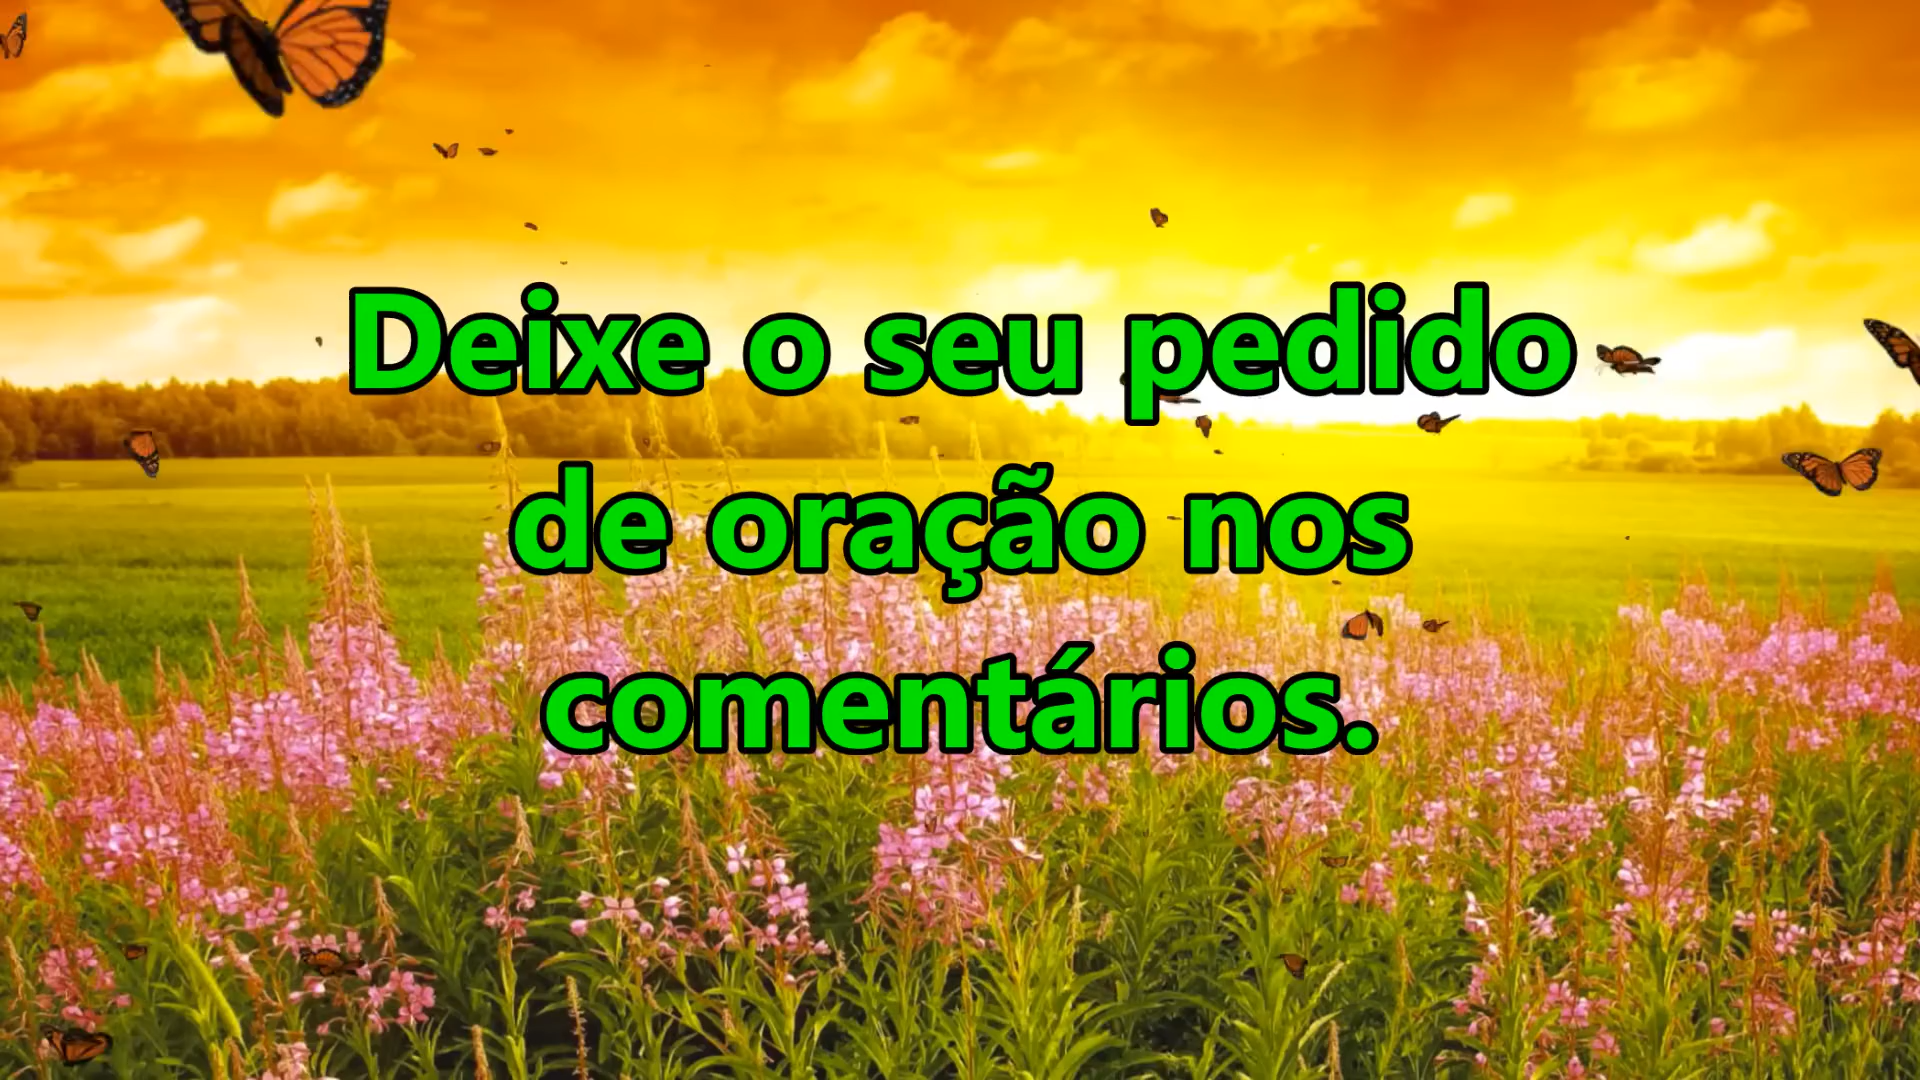 Deixe o seu pedido
de oração nos
comentários.